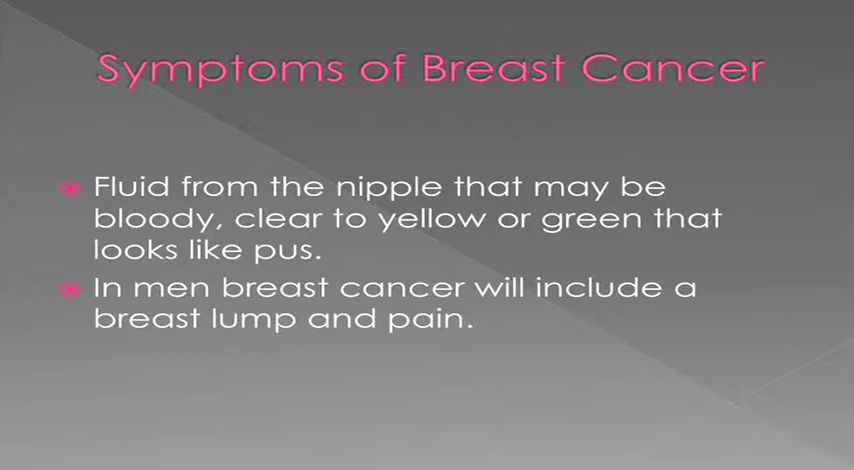 Symptoms of Breast Cancer
Fluid from the nipple that may be
bloody, clear to yellow or green that
looks like pus.
In men breast cancer will include a
breast lump and pain.